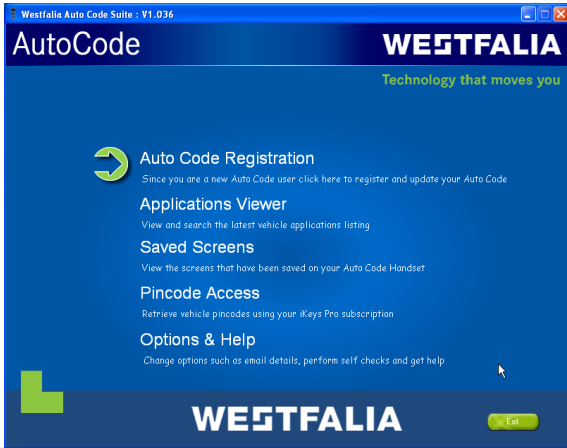 Westfalia Auto Code Suite : V1.036
AutoCode
WESTFALIA
Technology that moves you
Auto Code Registration
Since you are a new Auto Code user click here to register and update your Auto Code
Applications Viewer
View and search the latest vehicle applications listing
Saved Screens
View the screens that have been saved on your Auto Code Handset
Pincode Access
Retrieve vehicle pincodes using your iKeys Pro subscription
Options & Help
Change options such as email details, perform self checks and get help
WESTFALIA
Exit